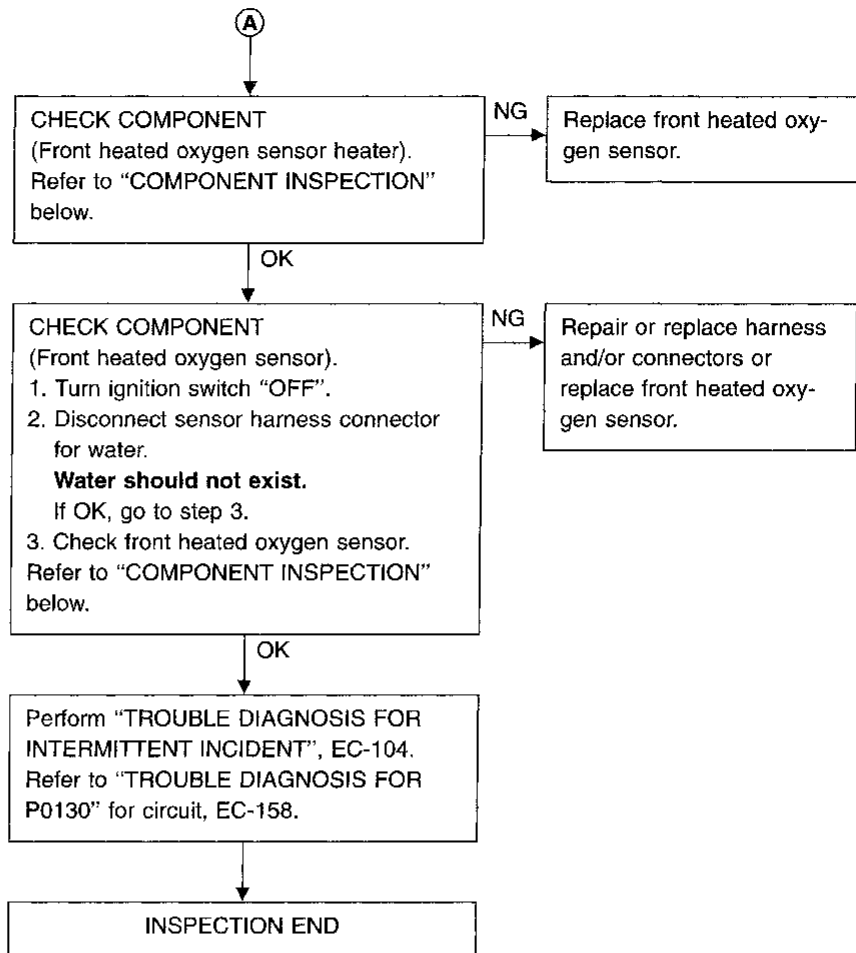 A
CHECK COMPONENT
(Front heated oxygen sensor heater).
Refer to “COMPONENT INSPECTION”
below.
NG
Replace front heated oxy-
gen sensor.
OK
CHECK COMPONENT
(Front heated oxygen sensor).
1. Turn ignition switch “OFF”.
2. Disconnect sensor harness connector
for water.
Water should not exist.
If OK, go to step 3.
3. Check front heated oxygen sensor.
Refer to “COMPONENT INSPECTION”
below.
NG
Repair or replace harness
and/or connectors or
replace front heated oxy-
gen sensor.
OK
Perform “TROUBLE DIAGNOSIS FOR
INTERMITTENT INCIDENT”, EC-104.
Refer to “TROUBLE DIAGNOSIS FOR
P0130” for circuit, EC-158.
INSPECTION END